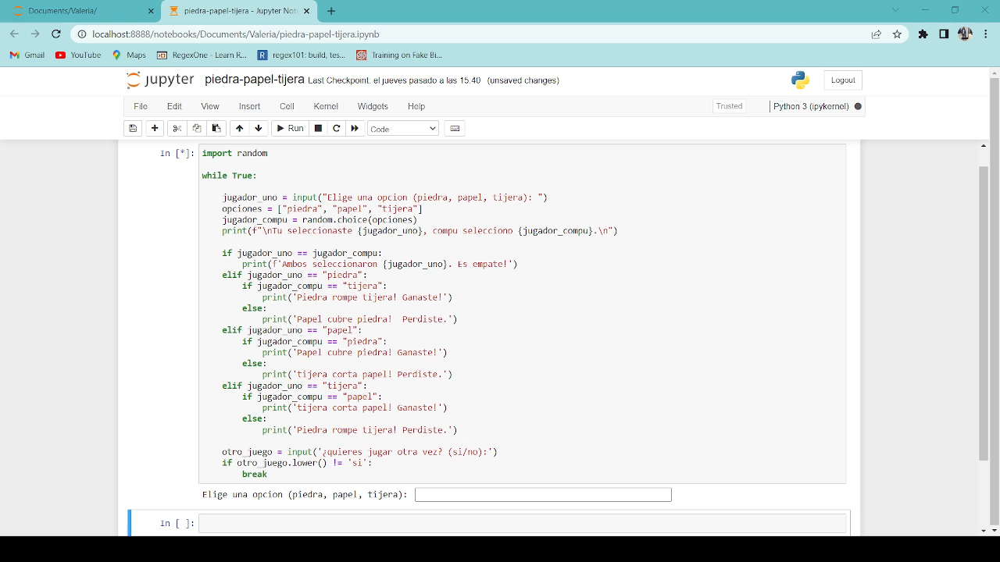 Documents/Valeria/
piedra-papel-tijera - Jupyter Note
localhost:8888/notebooks/Documents/Valeria/piedra-papel-tijera.ipynb
Gmail YouTube Maps RegexOne - Learn R... regex101: build, tes... Training on Fake Bi...
jupyter piedra-papel-tijera Last Checkpoint: el jueves pasado a las 15:40 (unsaved changes) Logout
File Edit View Insert Cell Kernel Widgets Help Trusted Python 3 (ipykernel)
Run Code
In [*]: import random
while True:
jugador_uno = input("Elige una opcion (piedra, papel, tijera): ")
opciones = ["piedra", "papel", "tijera"]
jugador_compu = random.choice(opciones)
print(f"\nTu seleccionaste {jugador_uno}, compu selecciono {jugador_compu}.\n")
if jugador_uno == jugador_compu:
print(f'Ambos seleccionaron {jugador_uno}. Es empate!')
elif jugador_uno == "piedra":
if jugador_compu == "tijera":
print('Piedra rompe tijera! Ganaste!')
else:
print('Papel cubre piedra!  Perdiste.')
elif jugador_uno == "papel":
if jugador_compu == "piedra":
print('Papel cubre piedra! Ganaste!')
else:
print('tijera corta papel! Perdiste.')
elif jugador_uno == "tijera":
if jugador_compu == "papel":
print('tijera corta papel! Ganaste!')
else:
print('Piedra rompe tijera! Perdiste.')
otro_juego = input('¿quieres jugar otra vez? (si/no):')
if otro_juego.lower() != 'si':
break
Elige una opcion (piedra, papel, tijera):
In [ ]: